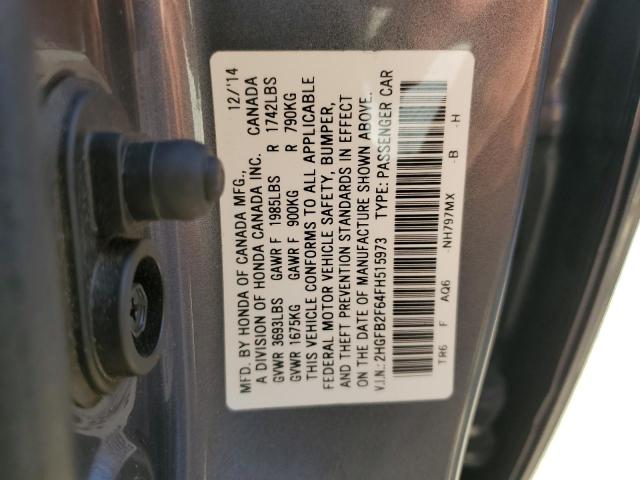 MFD. BY HONDA OF CANADA MFG., 12/'14
A DIVISION OF HONDA CANADA INC. CANADA
GVWR 3693LBS GAWR F 1985LBS R 1742LBS
GVWR 1675KG GAWR F 900KG R 790KG
THIS VEHICLE CONFORMS TO ALL APPLICABLE
FEDERAL MOTOR VEHICLE SAFETY, BUMPER,
AND THEFT PREVENTION STANDARDS IN EFFECT
ON THE DATE OF MANUFACTURE SHOWN ABOVE.
V.I.N.: 2HGFB2F64FH515973 TYPE: PASSENGER CAR
NH797MX -B -H
TR6 F AQ6